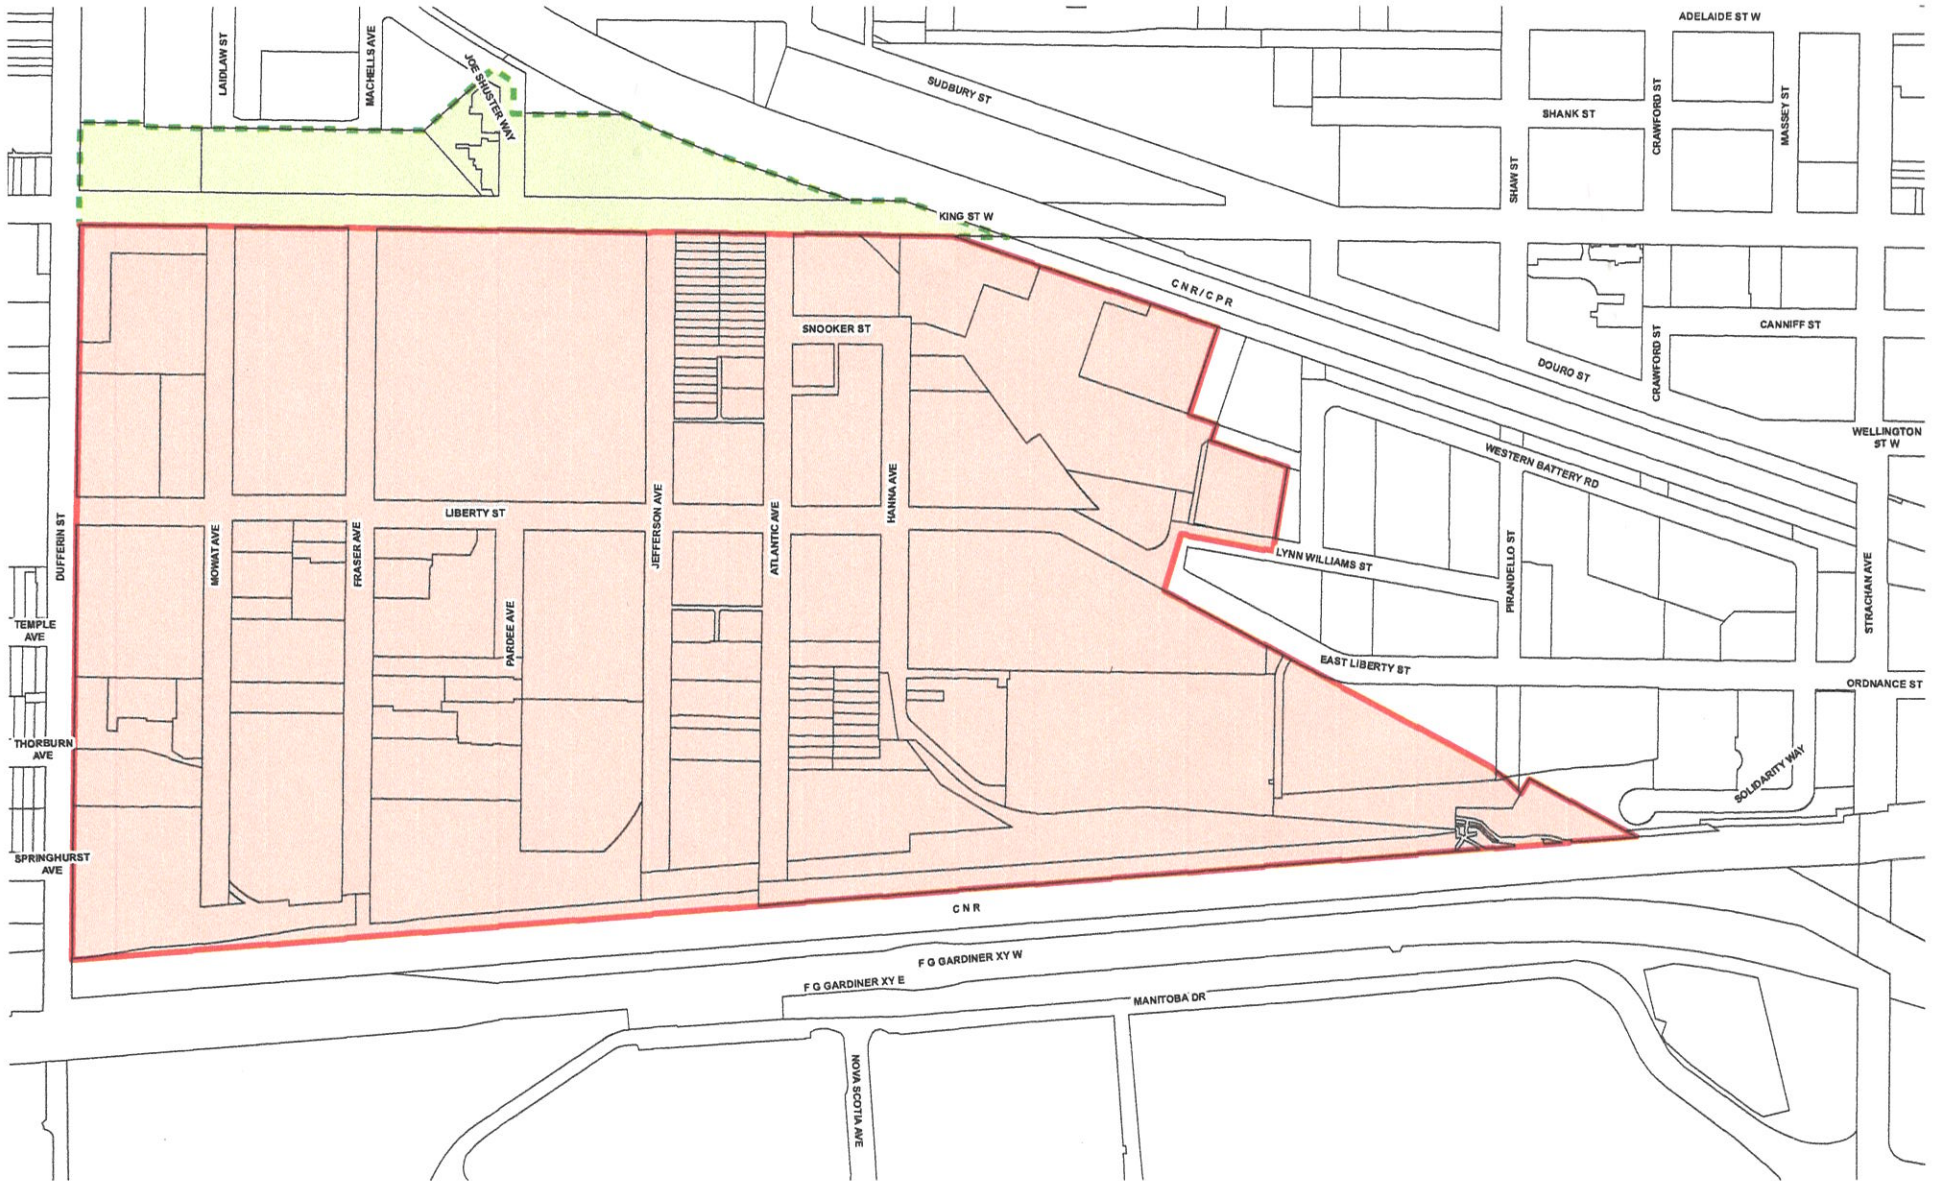 ADELAIDE ST W
LAIDLAW ST
MACHELLS AVE
JOE SHUSTER WAY
SUDBURY ST
SHANK ST
CRAWFORD ST
MASSEY ST
SHAW ST
KING ST W
CNR/CPR
SNOOKER ST
CANNIFF ST
DOURO ST
CRAWFORD ST
WELLINGTON
ST W
WESTERN BATTERY RD
HANNA AVE
LIBERTY ST
DUFFERIN ST
MOWAT AVE
FRASER AVE
JEFFERSON AVE
ATLANTIC AVE
LYNN WILLIAMS ST
PIRANDELLO ST
STRACHAN AVE
TEMPLE
AVE
PARDEE AVE
EAST LIBERTY ST
ORDNANCE ST
THORBURN
AVE
SOLIDARITY WAY
SPRINGHURST
AVE
CNR
F G GARDINER XY W
F G GARDINER XY E
MANITOBA DR
NOVA SCOTIA AVE